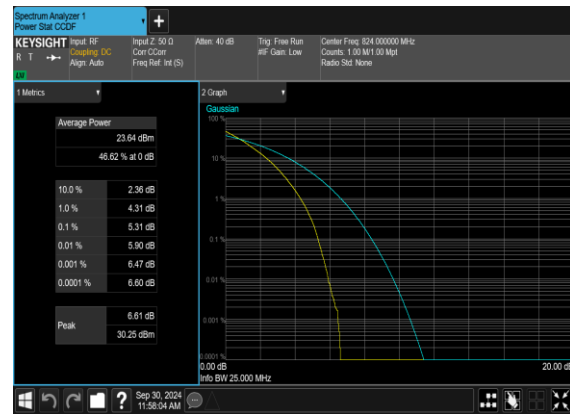 Spectrum Analyzer 1
Power Stat CCDF
+
KEYSIGHT
R T
LU
Input: RF
Coupling: DC
Align: Auto
Input Z: 50 Ω
Corr CCorr
Freq Ref: Int (S)
Atten: 40 dB
Trig: Free Run
#IF Gain: Low
Center Freq: 824.000000 MHz
Counts: 1.00 M/1.00 Mpt
Radio Std: None
1 Metrics
Average Power
23.64 dBm
46.62 % at 0 dB
10.0 % 2.36 dB
1.0 % 4.31 dB
0.1 % 5.31 dB
0.01 % 5.90 dB
0.001 % 6.47 dB
0.0001 % 6.60 dB
Peak
6.61 dB
30.25 dBm
2 Graph
Gaussian
100 %
10 %
1 %
0.1 %
0.01 %
0.001 %
0.0001 %
0.00 dB
20.00 dB
Info BW 25.000 MHz
?
Sep 30, 2024
11:58:04 AM